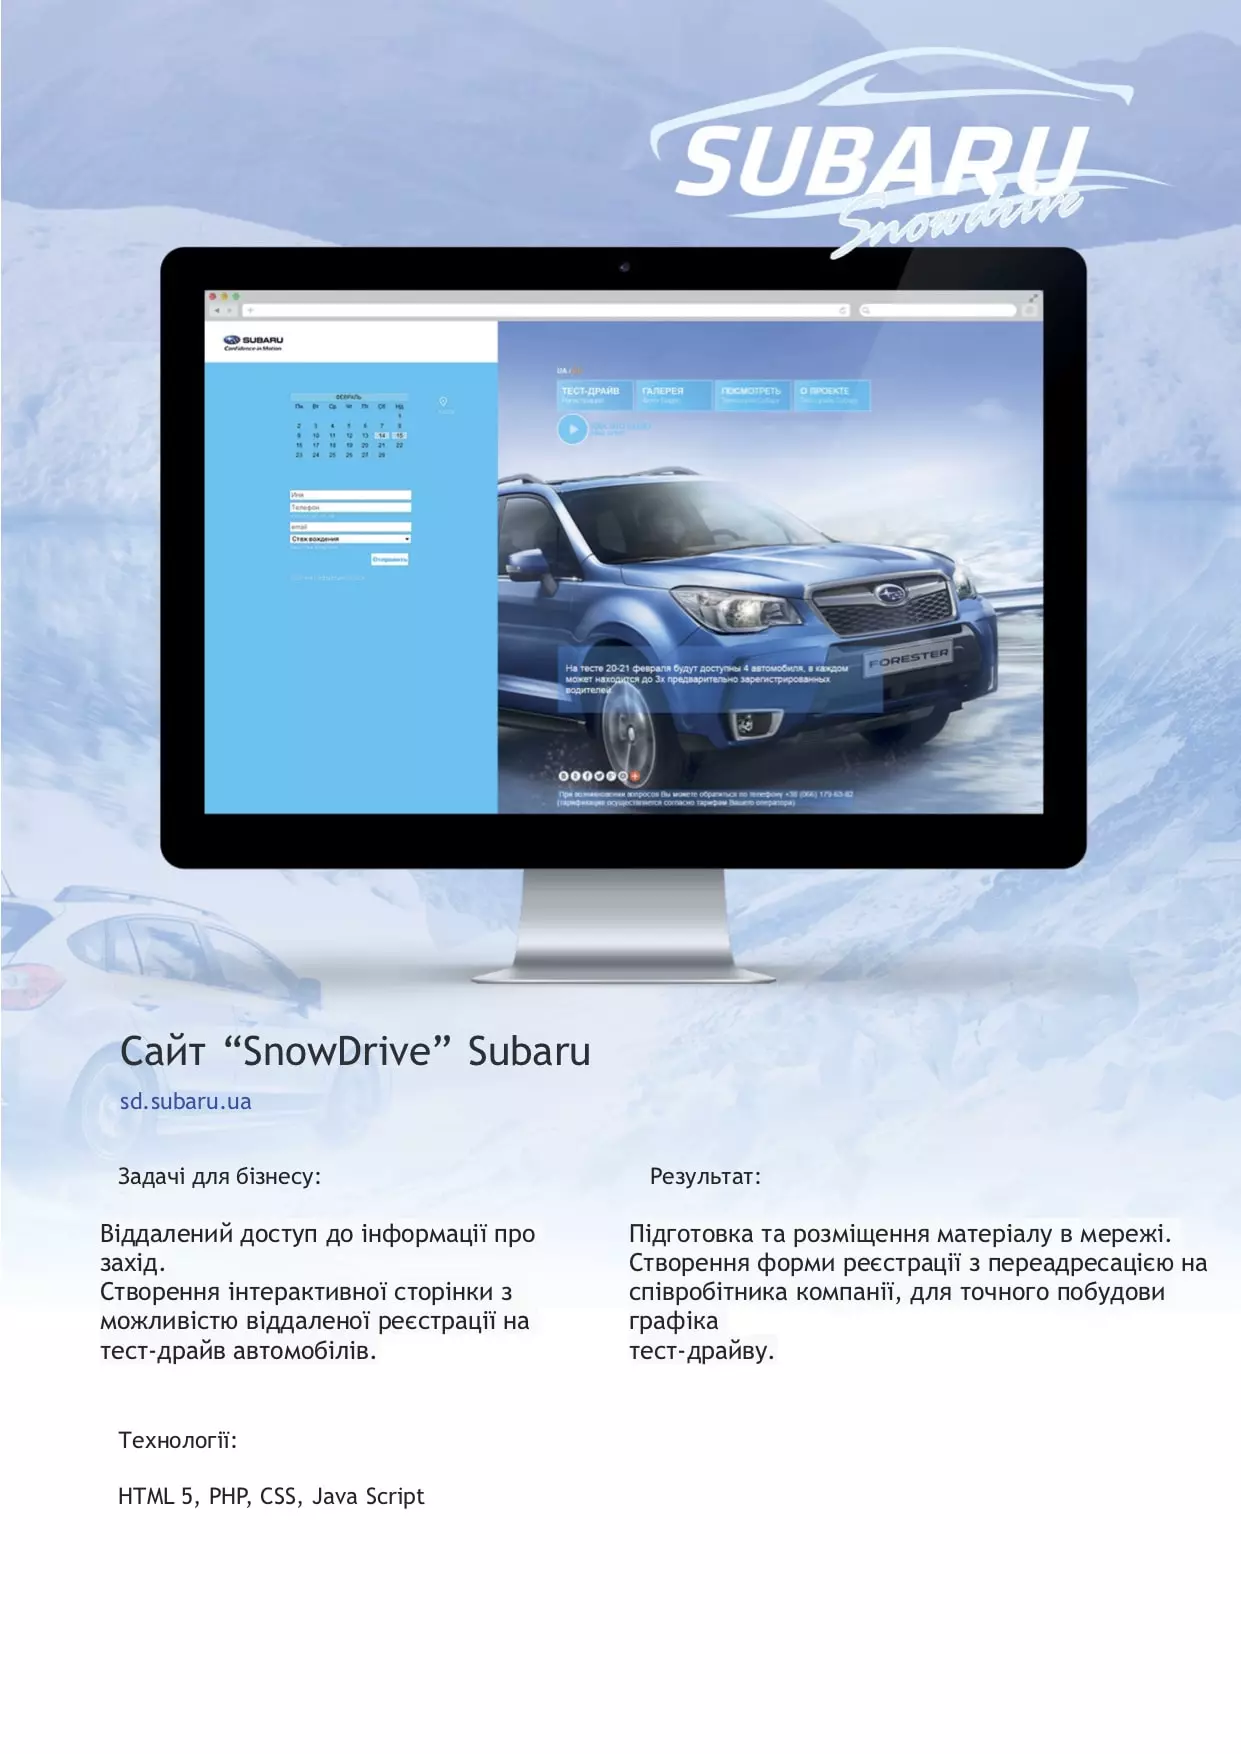 SUBARU
Snowdrive
SUBARU
Confidence in Motion
UA /
ТЕСТ-ДРАЙВ
ГАЛЕРЕЯ
ПОСМОТРЕТЬ
О ПРОЕКТЕ
ФЕВРАЛЬ
Пн Вт Ср Чт Пт Сб Нд
1
2 3 4 5 6 7 8
9 10 11 12 13 14 15
16 17 18 19 20 21 22
23 24 25 26 27 28
Имя
Телефон
email
Стаж вождения
Отправить
FORESTER
На тесте 20-21 февраля будут доступны 4 автомобиля, в каждом
может находится до 3х предварительно зарегистрированных
водителей
При возникновении вопросов Вы можете обратиться по телефону +38 (066) 179-63-82
(тарификация осуществляется согласно тарифам Вашего оператора)
Сайт “SnowDrive” Subaru
sd.subaru.ua
Задачі для бізнесу:
Віддалений доступ до інформації про
захід.
Створення інтерактивної сторінки з
можливістю віддаленої реєстрації на
тест-драйв автомобілів.
Результат:
Підготовка та розміщення матеріалу в мережі.
Створення форми реєстрації з переадресацією на
співробітника компанії, для точного побудови
графіка
тест-драйву.
Технології:
HTML 5, PHP, CSS, Java Script